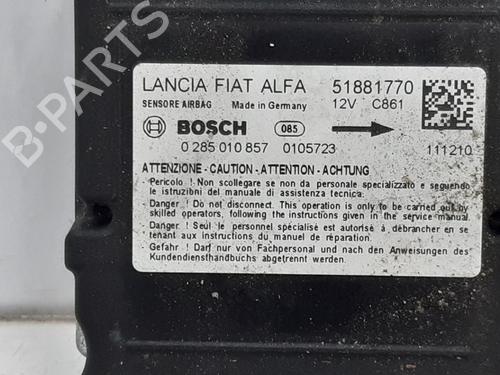 B-PARTS
LANCIA FIAT ALFA 51881770
SENSORE AIRBAG Made in Germany 12V C861
BOSCH 085
0 285 010 857 0105723 111210
ATTENZIONE - CAUTION - ATTENTION - ACHTUNG
- Pericolo ! Non scollegare se non da personale specializzato e seguendo
le istruzibni del manuale di assistenza tecnica.
- Danger ! Do not disconnect. This operation is only to be carried out by
skilled operators, following the instructions given in the service manual.
- Danger ! Seul le personnel spécialisé est autorisé à débrancher en se
tenant aux instructions du manuel de réparation.
- Gefahr ! Darf nur von Fachpersonal und nach den Anweisungen des
Kundendiensthandbuchs abgetrennt werden.